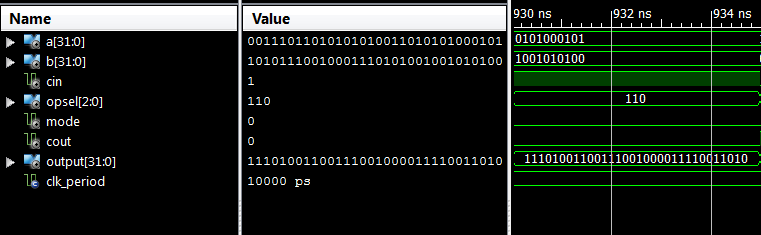 Name Value 930 ns 932 ns 934 ns
a[31:0] 00111011010101010011010101000101 0101000101
b[31:0] 10101110010001110101001001010100 1001010100
cin 1
opsel[2:0] 110 110
mode 0
cout 0
output[31:0] 11101001100111001000011110011010 11101001100111001000011110011010
clk_period 10000 ps